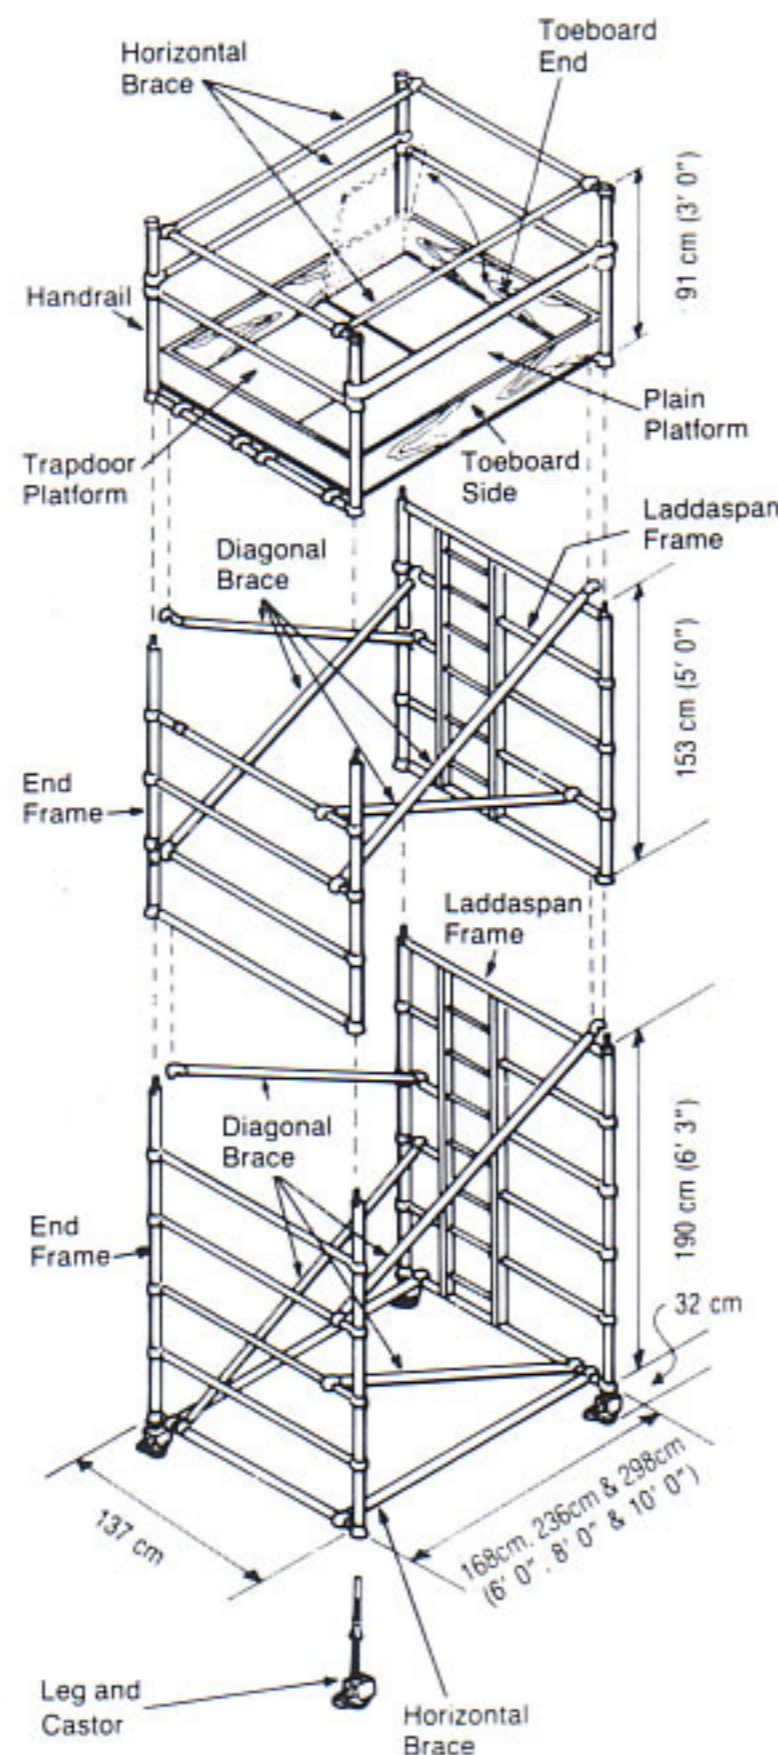 Horizontal
Brace
Toeboard
End
91 cm (3' 0")
Handrail
Plain
Platform
Trapdoor
Platform
Toeboard
Side
Laddaspan
Frame
Diagonal
Brace
153 cm (5' 0")
End
Frame
Laddaspan
Frame
Diagonal
Brace
190 cm (6' 3")
End
Frame
32 cm
137 cm
168cm, 236cm & 298cm
(6' 0", 8' 0" & 10' 0")
Leg and
Castor
Horizontal
Brace